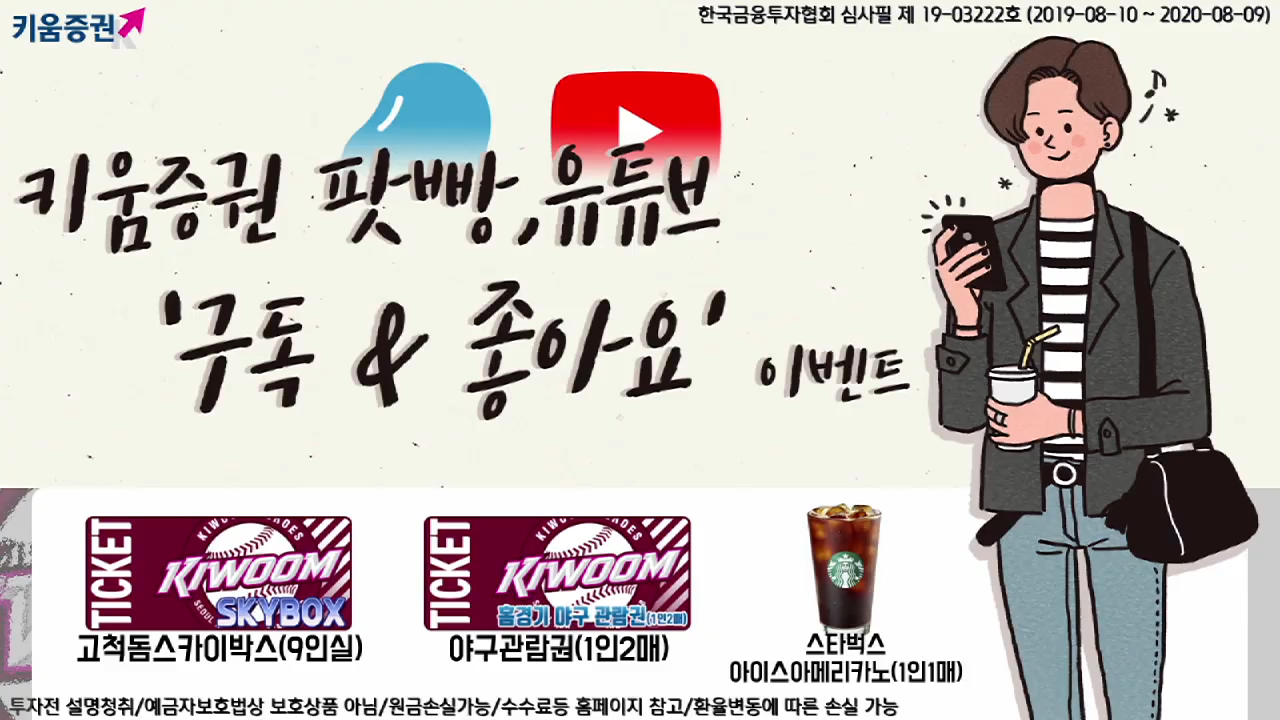 키움증권
한국금융투자협회 심사필 제 19-03222호 (2019-08-10 ~ 2020-08-09)
키움증권 팟빵, 유튜브
'구독 & 좋아요' 이벤트
TICKET
KIWOOM
SKYBOX
고척돔스카이박스(9인실)
TICKET
KIWOOM
홈경기 야구 관람권(1인2매)
야구관람권(1인2매)
스타벅스
아이스아메리카노(1인1매)
투자전 설명청취/예금자보호법상 보호상품 아님/원금손실가능/수수료등 홈페이지 참고/환율변동에 따른 손실 가능